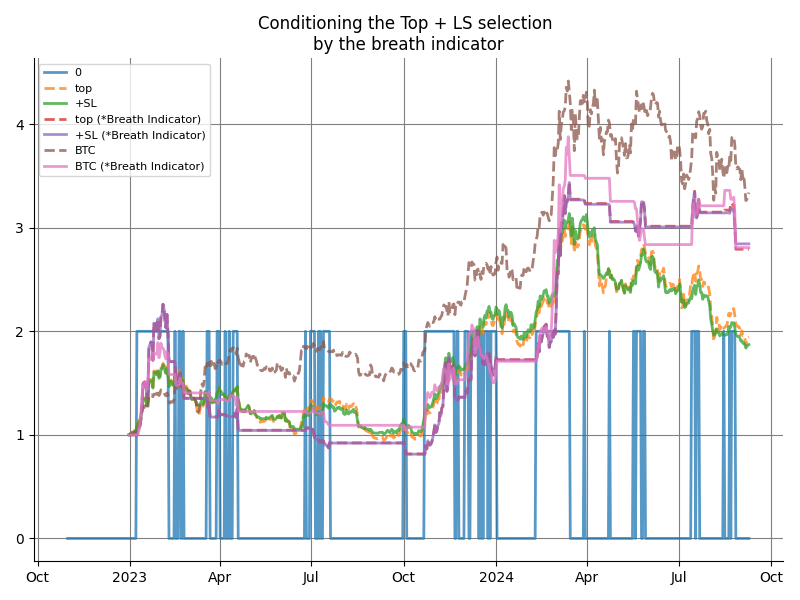 Conditioning the Top + LS selection
by the breath indicator
0
top
+SL
top (*Breath Indicator)
+SL (*Breath Indicator)
BTC
BTC (*Breath Indicator)
4
3
2
1
0
Oct
2023
Apr
Jul
Oct
2024
Apr
Jul
Oct